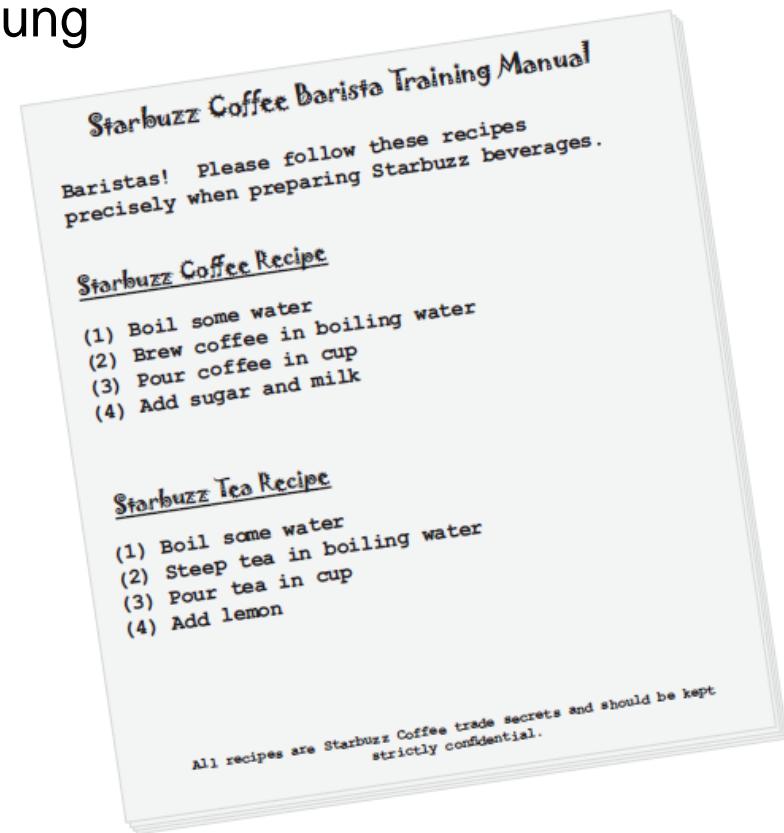 ung
Starbuzz Coffee Barista Training Manual
Baristas! Please follow these recipes
precisely when preparing Starbuzz beverages.
Starbuzz Coffee Recipe
(1) Boil some water
(2) Brew coffee in boiling water
(3) Pour coffee in cup
(4) Add sugar and milk
Starbuzz Tea Recipe
(1) Boil some water
(2) Steep tea in boiling water
(3) Pour tea in cup
(4) Add lemon
All recipes are Starbuzz Coffee trade secrets and should be kept
strictly confidential.